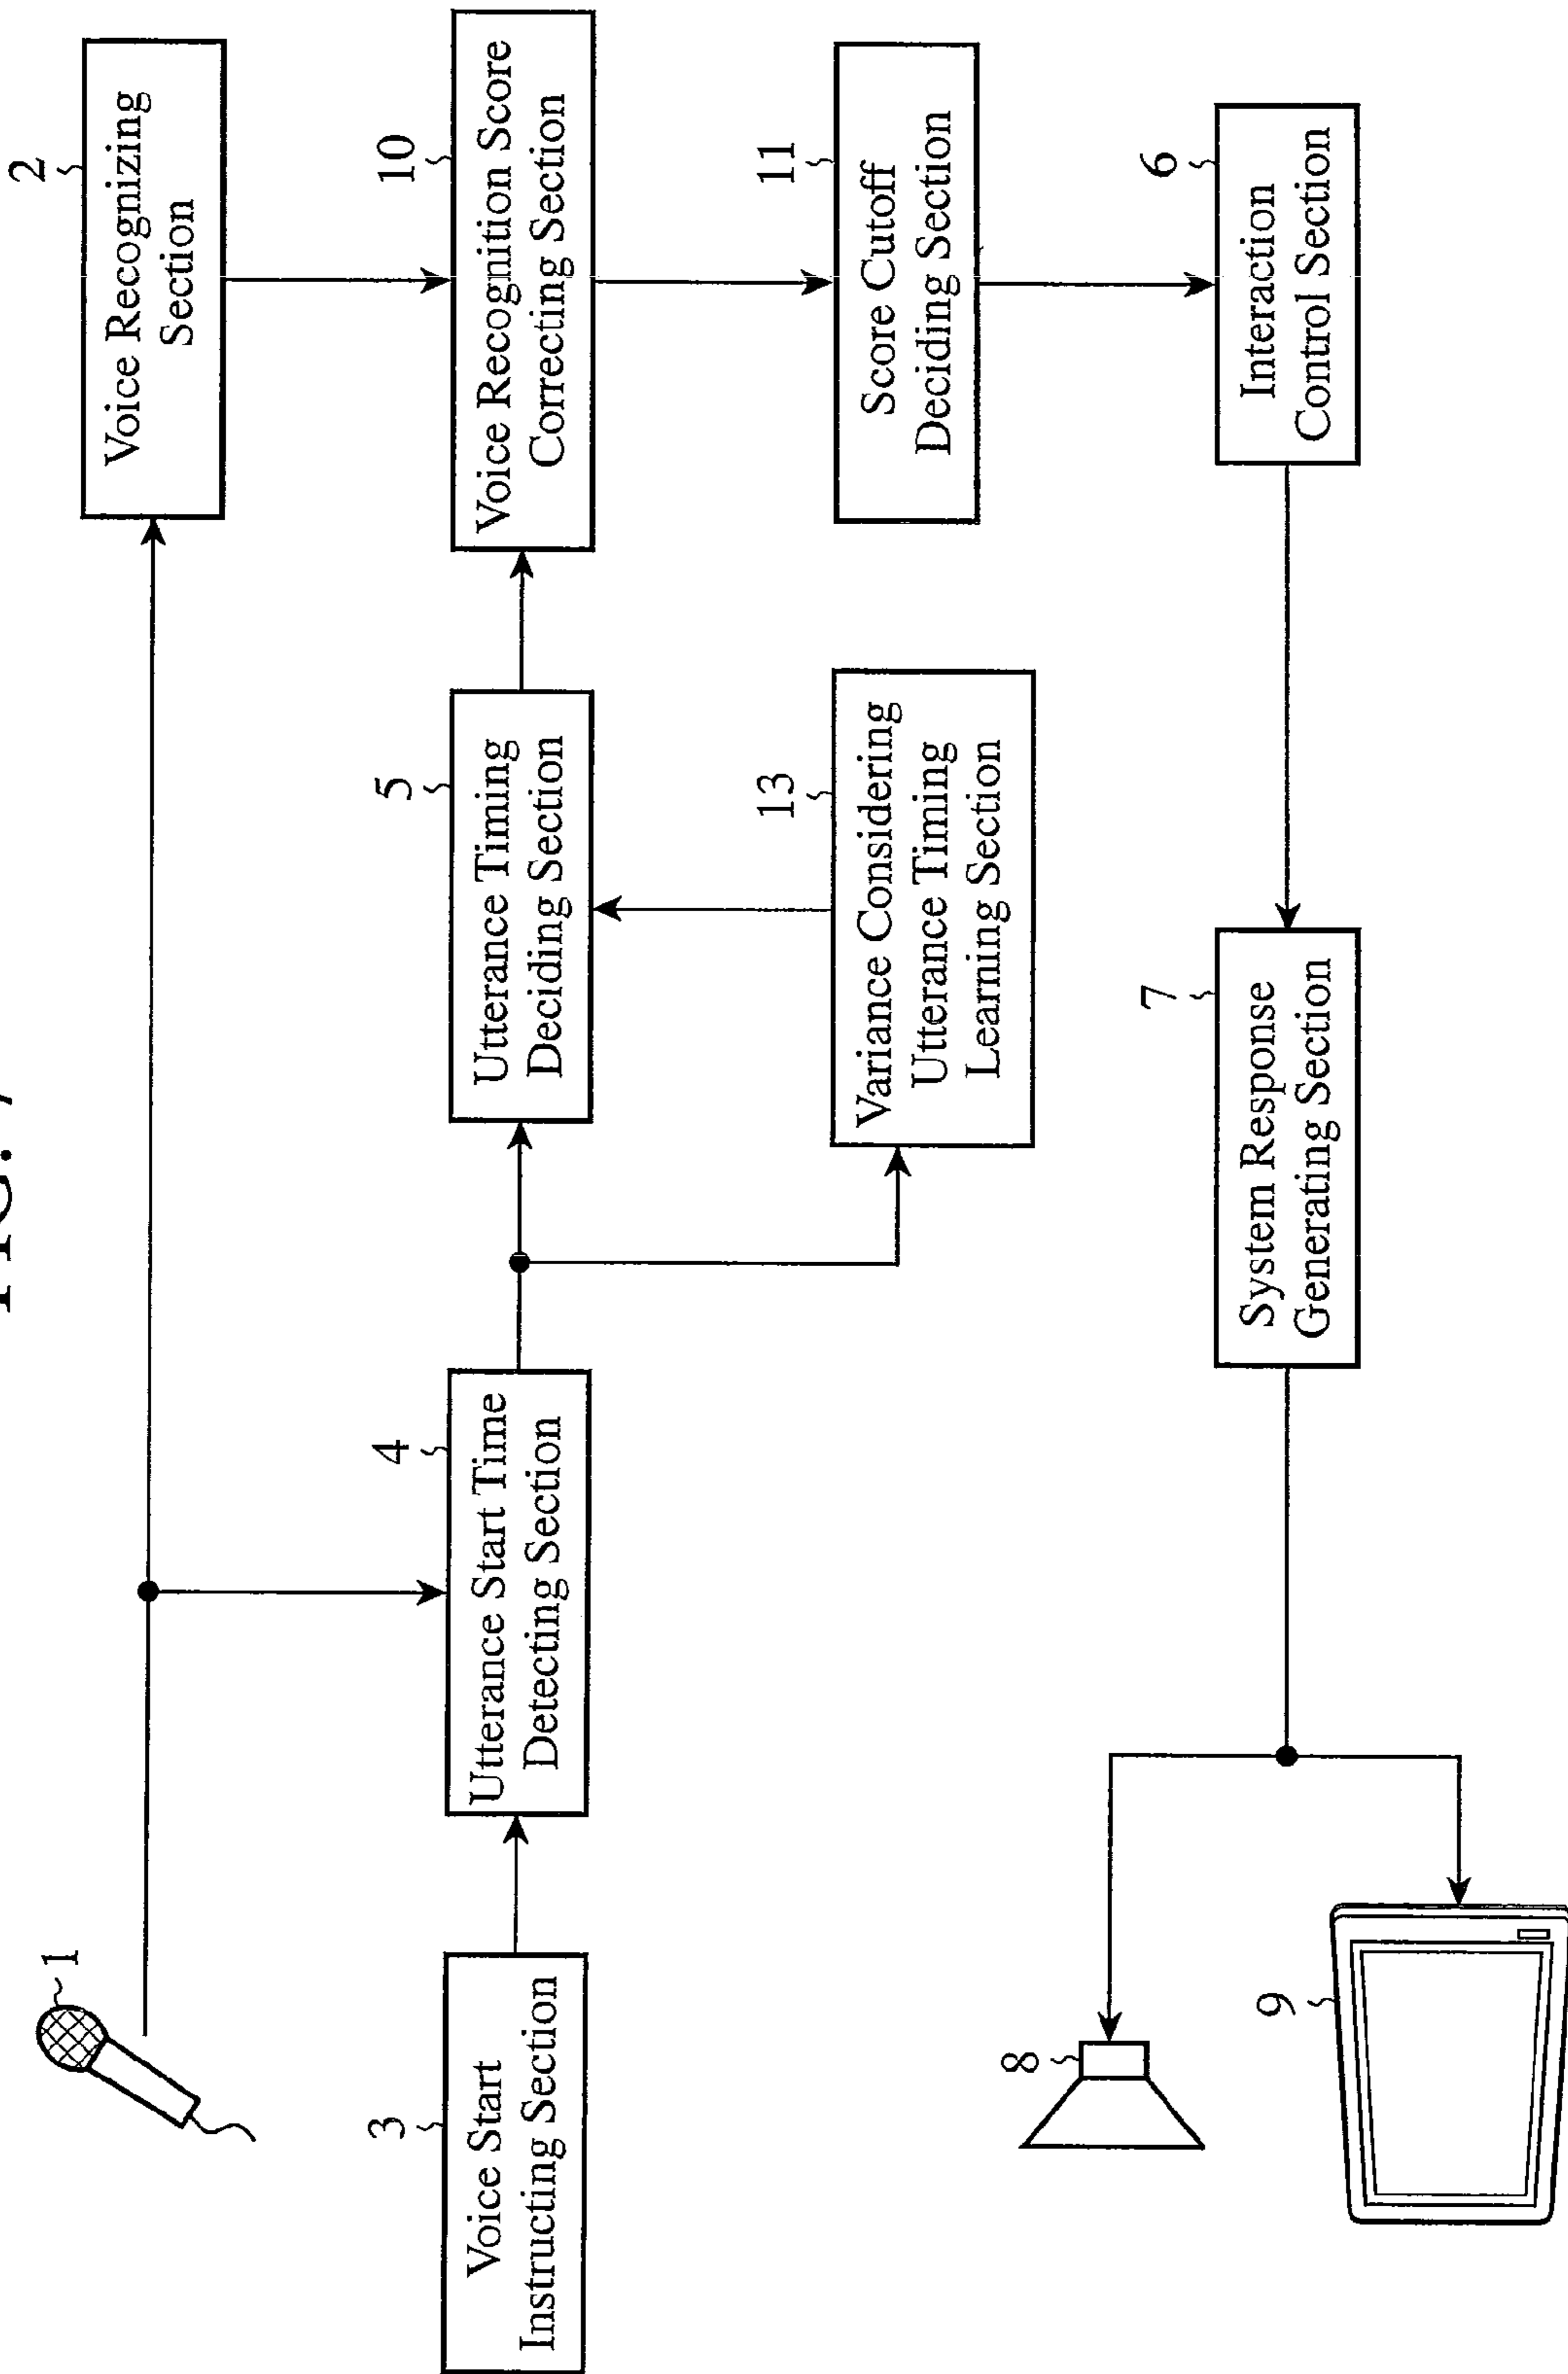 FIG. 7
1
2
Voice Recognizing
Section
3
Voice Start
Instructing Section
4
Utterance Start Time
Detecting Section
5
Utterance Timing
Deciding Section
10
Voice Recognition Score
Correcting Section
13
Variance Considering
Utterance Timing
Learning Section
11
Score Cutoff
Deciding Section
8
9
7
System Response
Generating Section
6
Interaction
Control Section